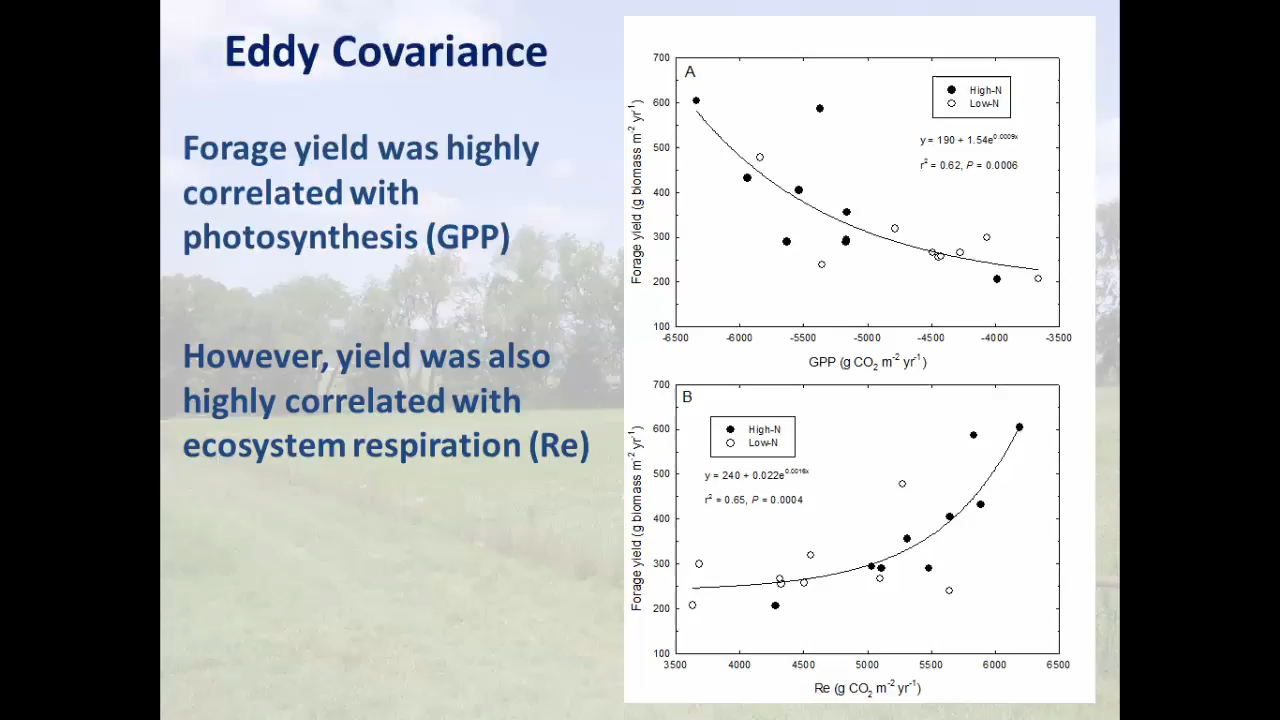 Eddy Covariance
Forage yield was highly
correlated with
photosynthesis (GPP)
However, yield was also
highly correlated with
ecosystem respiration (Re)
A
High-N
Low-N
y = 190 + 1.54e^0.0009x
r² = 0.62, P = 0.0006
700
600
500
400
300
200
100
Forage yield (g biomass m⁻² yr⁻¹)
-6500 -6000 -5500 -5000 -4500 -4000 -3500
GPP (g CO₂ m⁻² yr⁻¹)
B
High-N
Low-N
y = 240 + 0.022e^0.0016x
r² = 0.65, P = 0.0004
700
600
500
400
300
200
100
Forage yield (g biomass m⁻² yr⁻¹)
3500 4000 4500 5000 5500 6000 6500
Re (g CO₂ m⁻² yr⁻¹)